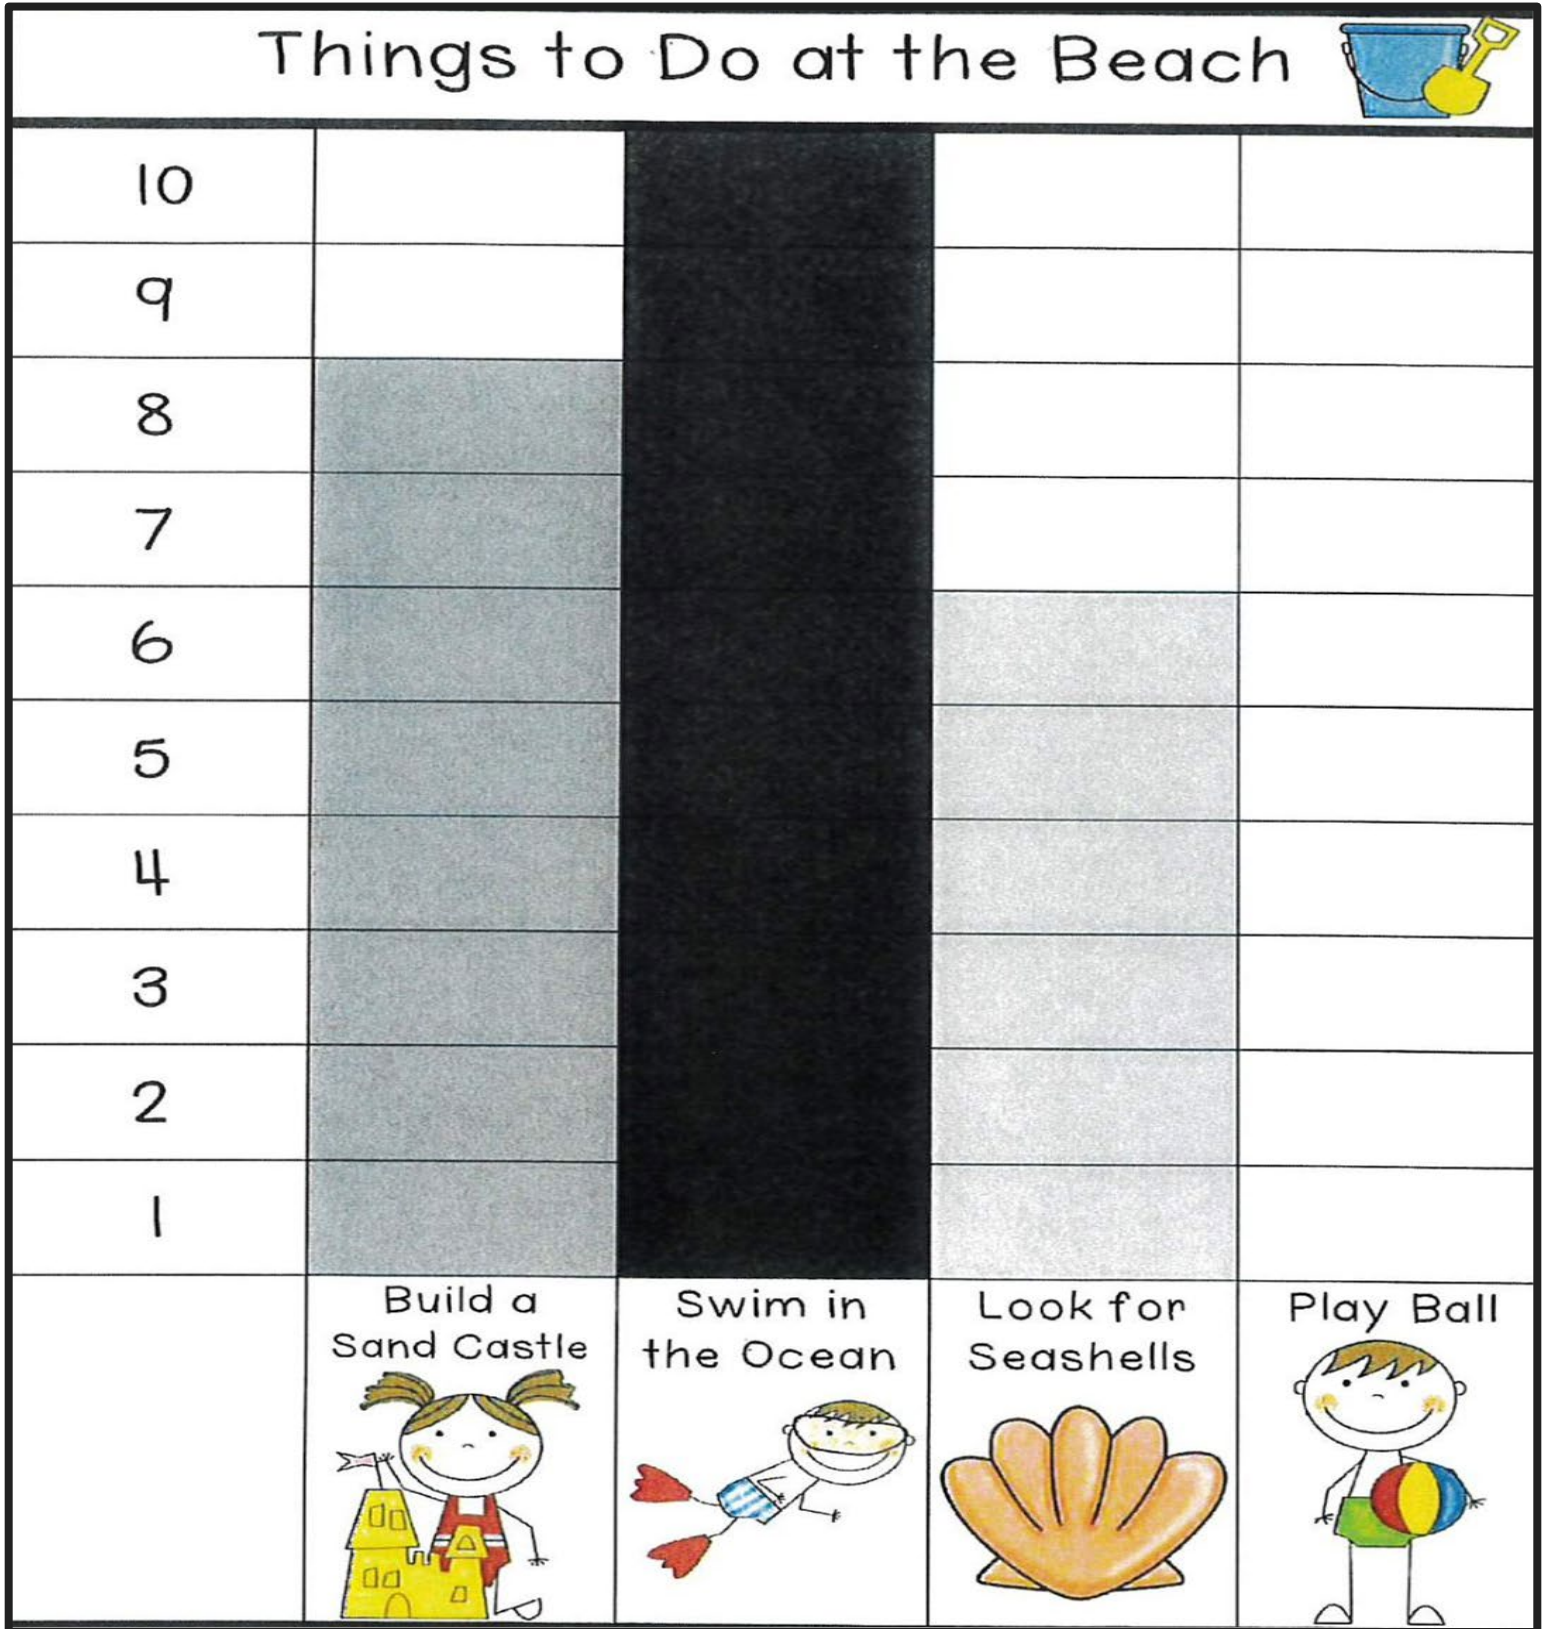 Things to Do at the Beach
10
9
8
7
6
5
4
3
2
1
Build a
Sand Castle
Swim in
the Ocean
Look for
Seashells
Play Ball